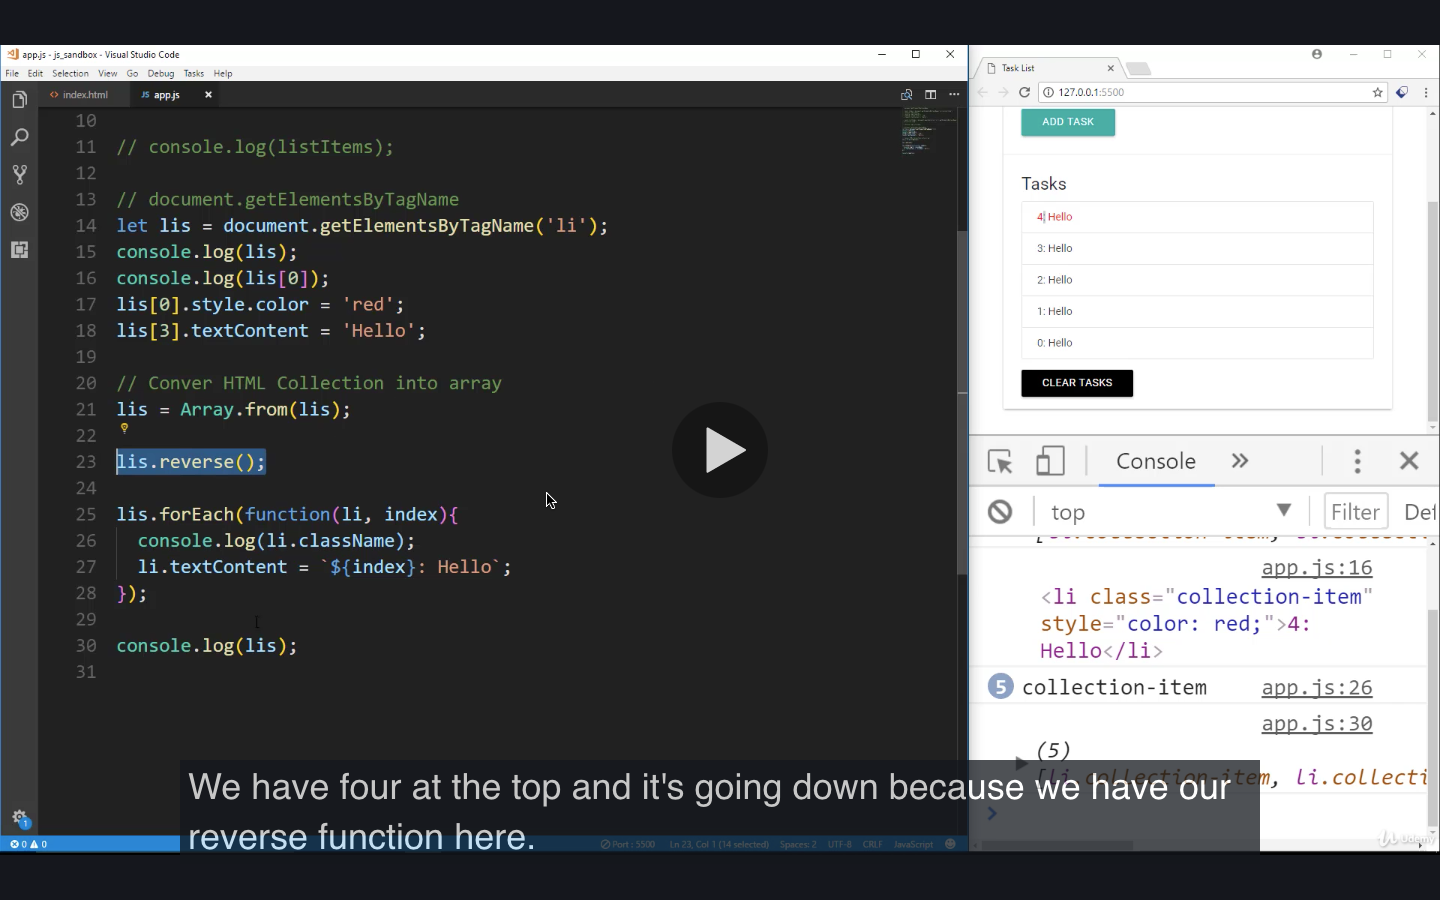 app.js - js_sandbox - Visual Studio Code
File Edit Selection View Go Debug Tasks Help
<> index.html
JS app.js ×
10
11 // console.log(listItems);
12
13 // document.getElementsByTagName
14 let lis = document.getElementsByTagName('li');
15 console.log(lis);
16 console.log(lis[0]);
17 lis[0].style.color = 'red';
18 lis[3].textContent = 'Hello';
19
20 // Conver HTML Collection into array
21 lis = Array.from(lis);
22
23 lis.reverse();
24
25 lis.forEach(function(li, index){
26 console.log(li.className);
27 li.textContent = `${index}: Hello`;
28 });
29
30 console.log(lis);
31
1
0 0
Port : 5500 Ln 23, Col 1 (14 selected) Spaces: 2 UTF-8 CRLF JavaScript
Task List
127.0.0.1:5500
ADD TASK
Tasks
4: Hello
3: Hello
2: Hello
1: Hello
0: Hello
CLEAR TASKS
Console »
top
Filter
app.js:16
<li class="collection-item"
style="color: red;">4:
Hello</li>
5 collection-item app.js:26
app.js:30
(5)
[li.collection-item, li.collecti
We have four at the top and it's going down because we have our
reverse function here.
Udemy